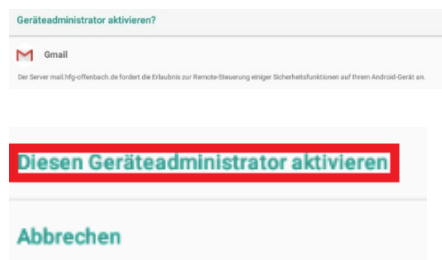 Geräteadministrator aktivieren?
Gmail
Der Server mail.hfg-offenbach.de fordert die Erlaubnis zur Remote-Steuerung einiger Sicherheitsfunktionen auf Ihrem Android-Gerät an.
Diesen Geräteadministrator aktivieren
Abbrechen